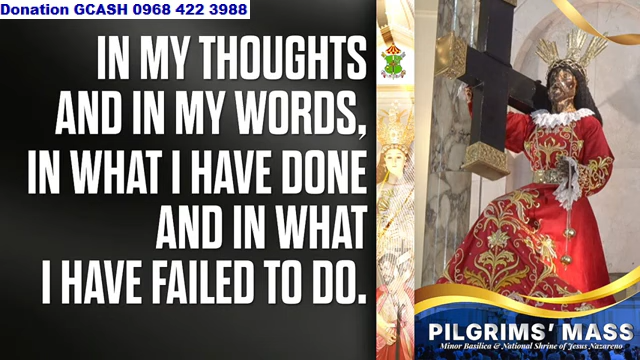 Donation GCASH 0968 422 3988
IN MY THOUGHTS
AND IN MY WORDS,
IN WHAT I HAVE DONE
AND IN WHAT
I HAVE FAILED TO DO.
PILGRIMS' MASS
Minor Basilica & National Shrine of Jesus Nazareno